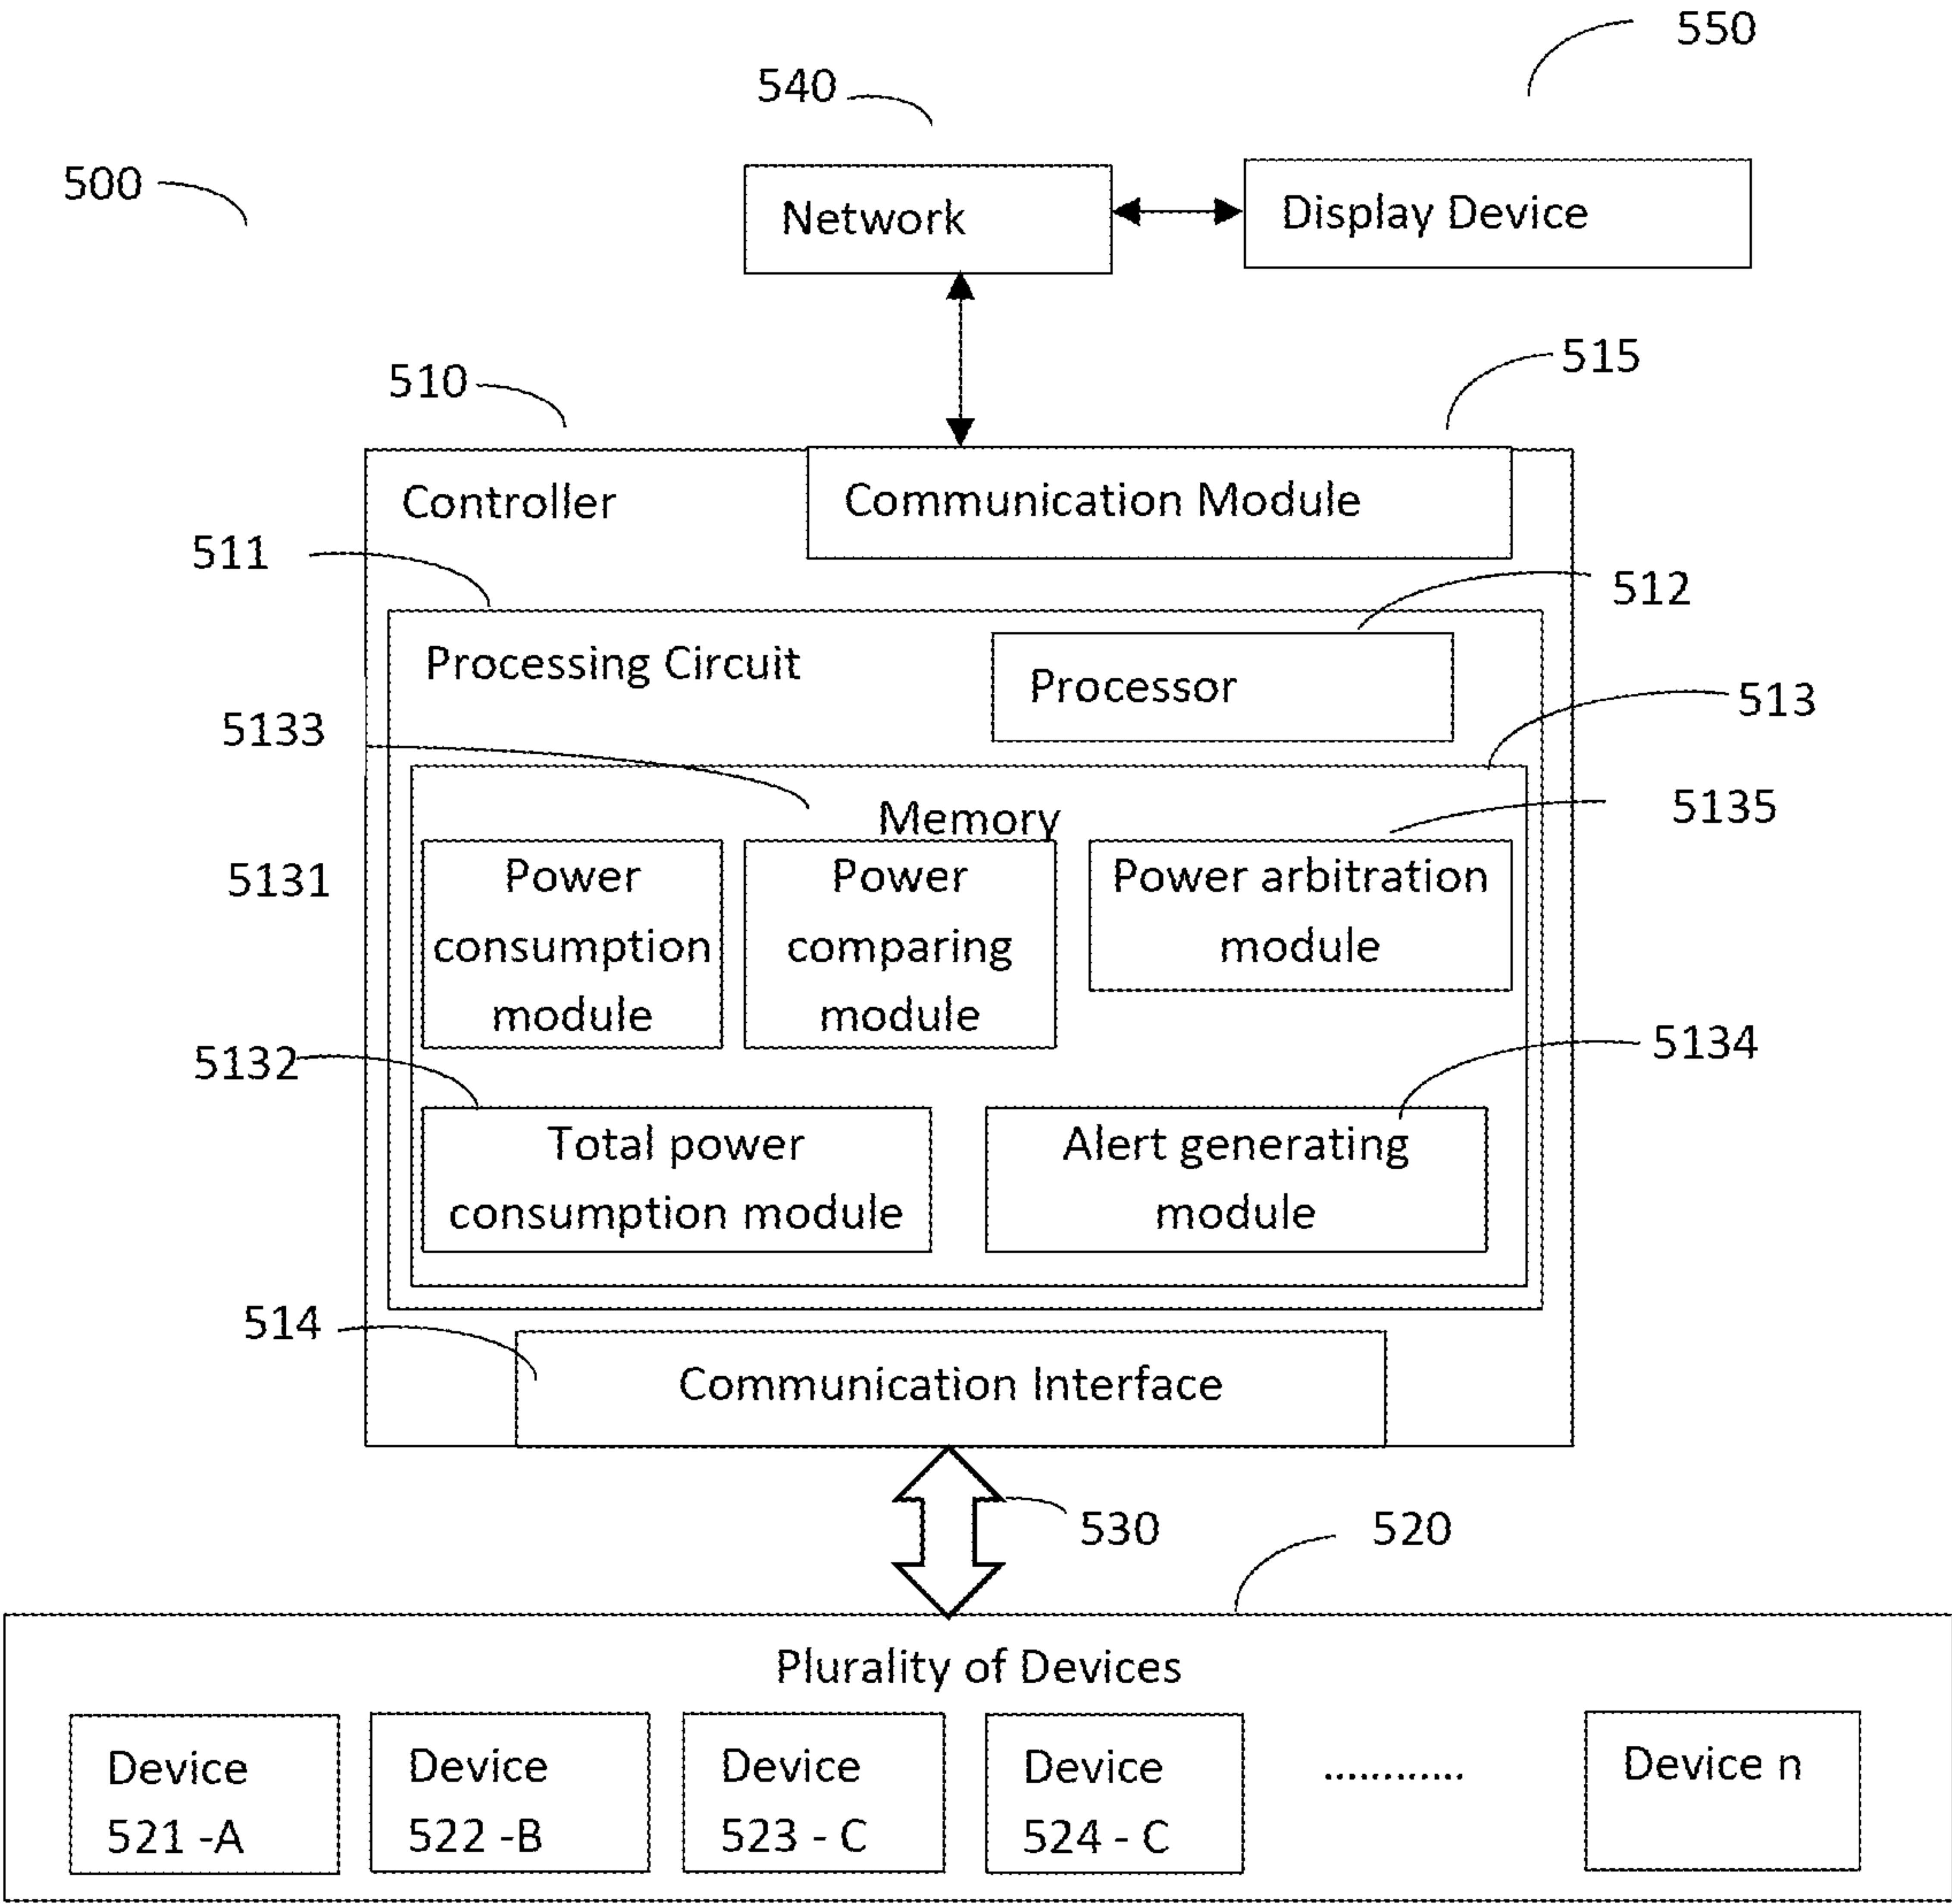 550
540
500
Network
Display Device
515
510
Controller
Communication Module
511
512
Processing Circuit
Processor
513
5133
Memory
5135
5131
Power
consumption
module
Power
comparing
module
Power arbitration
module
5132
5134
Total power
consumption module
Alert generating
module
514
Communication Interface
530
520
Plurality of Devices
Device
521 -A
Device
522 -B
Device
523 - C
Device
524 - C
............
Device n